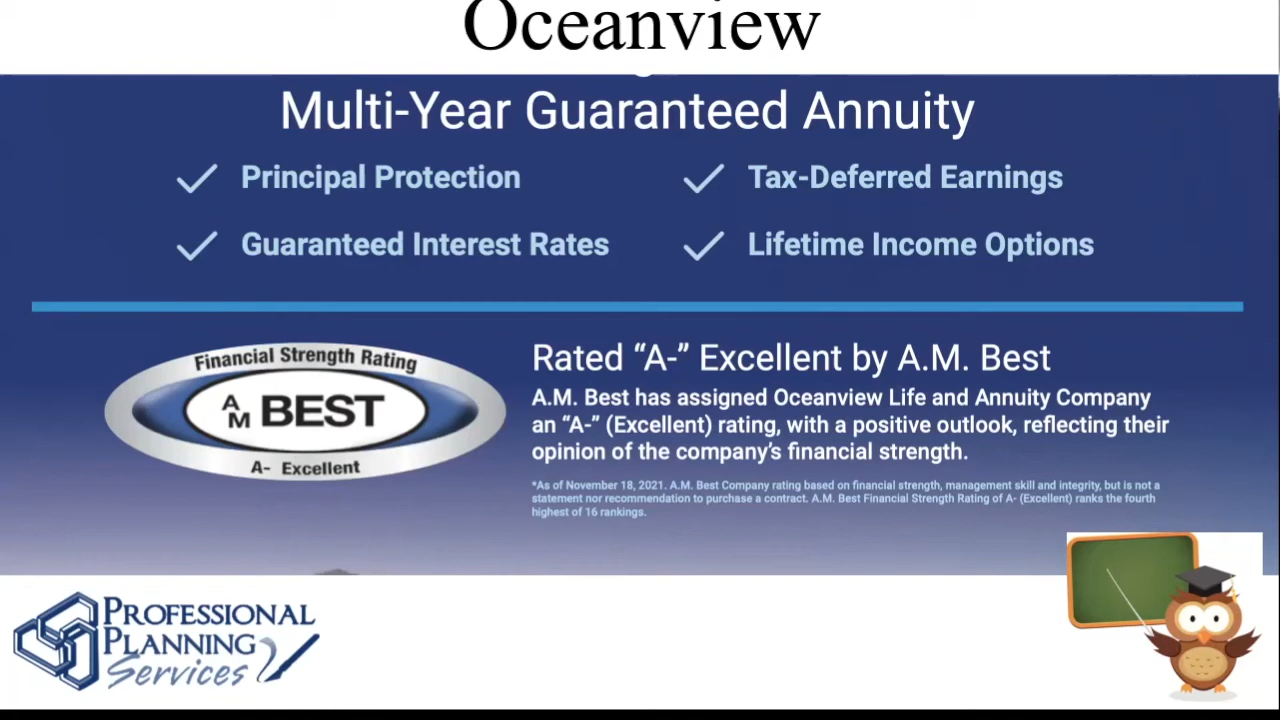 Oceanview
Multi-Year Guaranteed Annuity
Principal Protection
Tax-Deferred Earnings
Guaranteed Interest Rates
Lifetime Income Options
Financial Strength Rating
AM BEST
A- Excellent
Rated “A-” Excellent by A.M. Best
A.M. Best has assigned Oceanview Life and Annuity Company
an “A-” (Excellent) rating, with a positive outlook, reflecting their
opinion of the company’s financial strength.
*As of November 18, 2021. A.M. Best Company rating based on financial strength, management skill and integrity, but is not a
statement nor recommendation to purchase a contract. A.M. Best Financial Strength Rating of A- (Excellent) ranks the fourth
highest of 16 rankings.
PROFESSIONAL
PLANNING
Services